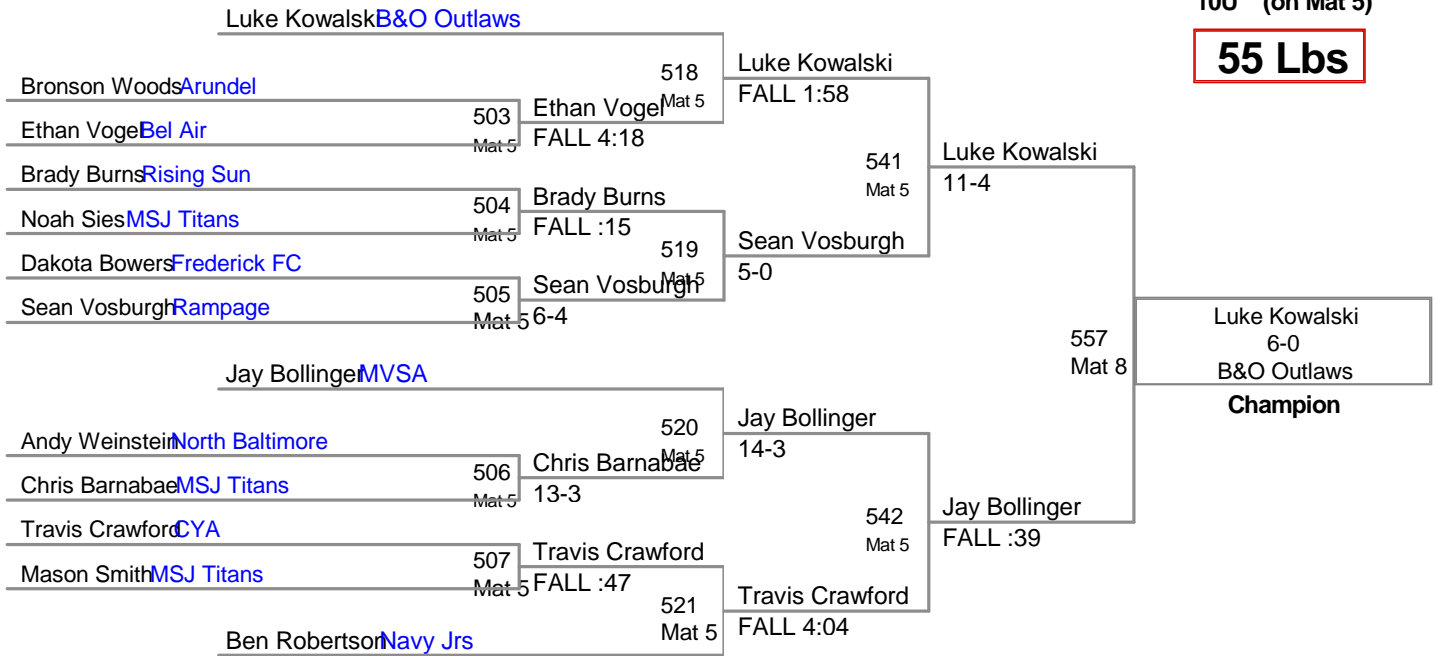 10U (on Mat 5)
55 Lbs
Luke Kowalski B&O Outlaws
Bronson Woods Arundel
Ethan Vogel Bel Air
Brady Burns Rising Sun
Noah Sies MSJ Titans
Dakota Bowers Frederick FC
Sean Vosburgh Rampage
Jay Bollinger MVSA
Andy Weinstein North Baltimore
Chris Barnabae MSJ Titans
Travis Crawford CYA
Mason Smith MSJ Titans
Ben Robertson Navy Jrs
503
Mat 5
Ethan Vogel
FALL 4:18
504
Mat 5
Brady Burns
FALL :15
505
Mat 5
Sean Vosburgh
6-4
506
Mat 5
Chris Barnabae
13-3
507
Mat 5
Travis Crawford
FALL :47
518
Mat 5
Luke Kowalski
FALL 1:58
519
Mat 5
Sean Vosburgh
5-0
520
Mat 5
Jay Bollinger
14-3
521
Mat 5
Travis Crawford
FALL 4:04
541
Mat 5
Luke Kowalski
11-4
542
Mat 5
Jay Bollinger
FALL :39
557
Mat 8
Luke Kowalski
6-0
B&O Outlaws
Champion